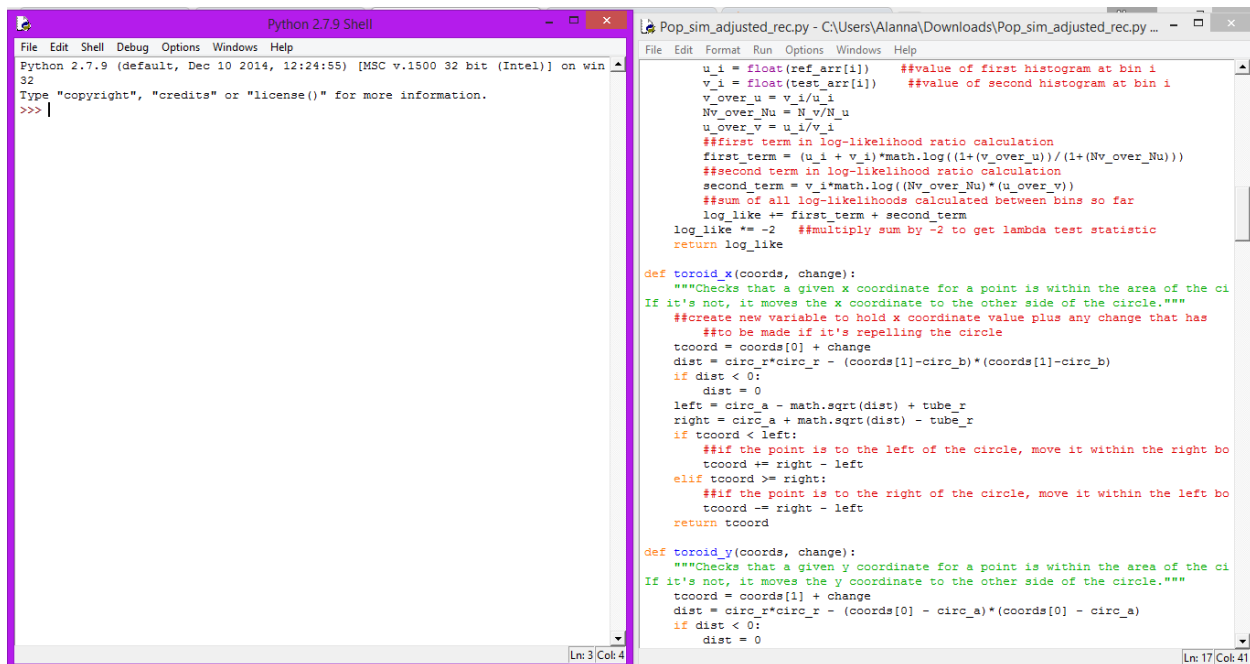 Python 2.7.9 Shell
File Edit Shell Debug Options Windows Help
Python 2.7.9 (default, Dec 10 2014, 12:24:55) [MSC v.1500 32 bit (Intel)] on win
32
Type "copyright", "credits" or "license()" for more information.
>>>
Ln: 3 Col: 4
Pop_sim_adjusted_rec.py - C:\Users\Alanna\Downloads\Pop_sim_adjusted_rec.py ...
File Edit Format Run Options Windows Help
        u_i = float(ref_arr[i])    ##value of first histogram at bin i
        v_i = float(test_arr[i])    ##value of second histogram at bin i
        v_over_u = v_i/u_i
        Nv_over_Nu = N_v/N_u
        u_over_v = u_i/v_i
        ##first term in log-likelihood ratio calculation
        first_term = (u_i + v_i)*math.log((1+(v_over_u))/(1+(Nv_over_Nu)))
        ##second term in log-likelihood ratio calculation
        second_term = v_i*math.log((Nv_over_Nu)*(u_over_v))
        ##sum of all log-likelihoods calculated between bins so far
        log_like += first_term + second_term
    log_like *= -2   ##multiply sum by -2 to get lambda test statistic
    return log_like
def toroid_x(coords, change):
    """Checks that a given x coordinate for a point is within the area of the ci
If it's not, it moves the x coordinate to the other side of the circle."""
    ##create new variable to hold x coordinate value plus any change that has
        ##to be made if it's repelling the circle
    tcoord = coords[0] + change
    dist = circ_r*circ_r - (coords[1]-circ_b)*(coords[1]-circ_b)
    if dist < 0:
        dist = 0
    left = circ_a - math.sqrt(dist) + tube_r
    right = circ_a + math.sqrt(dist) - tube_r
    if tcoord < left:
        ##if the point is to the left of the circle, move it within the right bo
        tcoord += right - left
    elif tcoord >= right:
        ##if the point is to the right of the circle, move it within the left bo
        tcoord -= right - left
    return tcoord
def toroid_y(coords, change):
    """Checks that a given y coordinate for a point is within the area of the ci
If it's not, it moves the y coordinate to the other side of the circle."""
    tcoord = coords[1] + change
    dist = circ_r*circ_r - (coords[0] - circ_a)*(coords[0] - circ_a)
    if dist < 0:
        dist = 0
Ln: 17 Col: 41